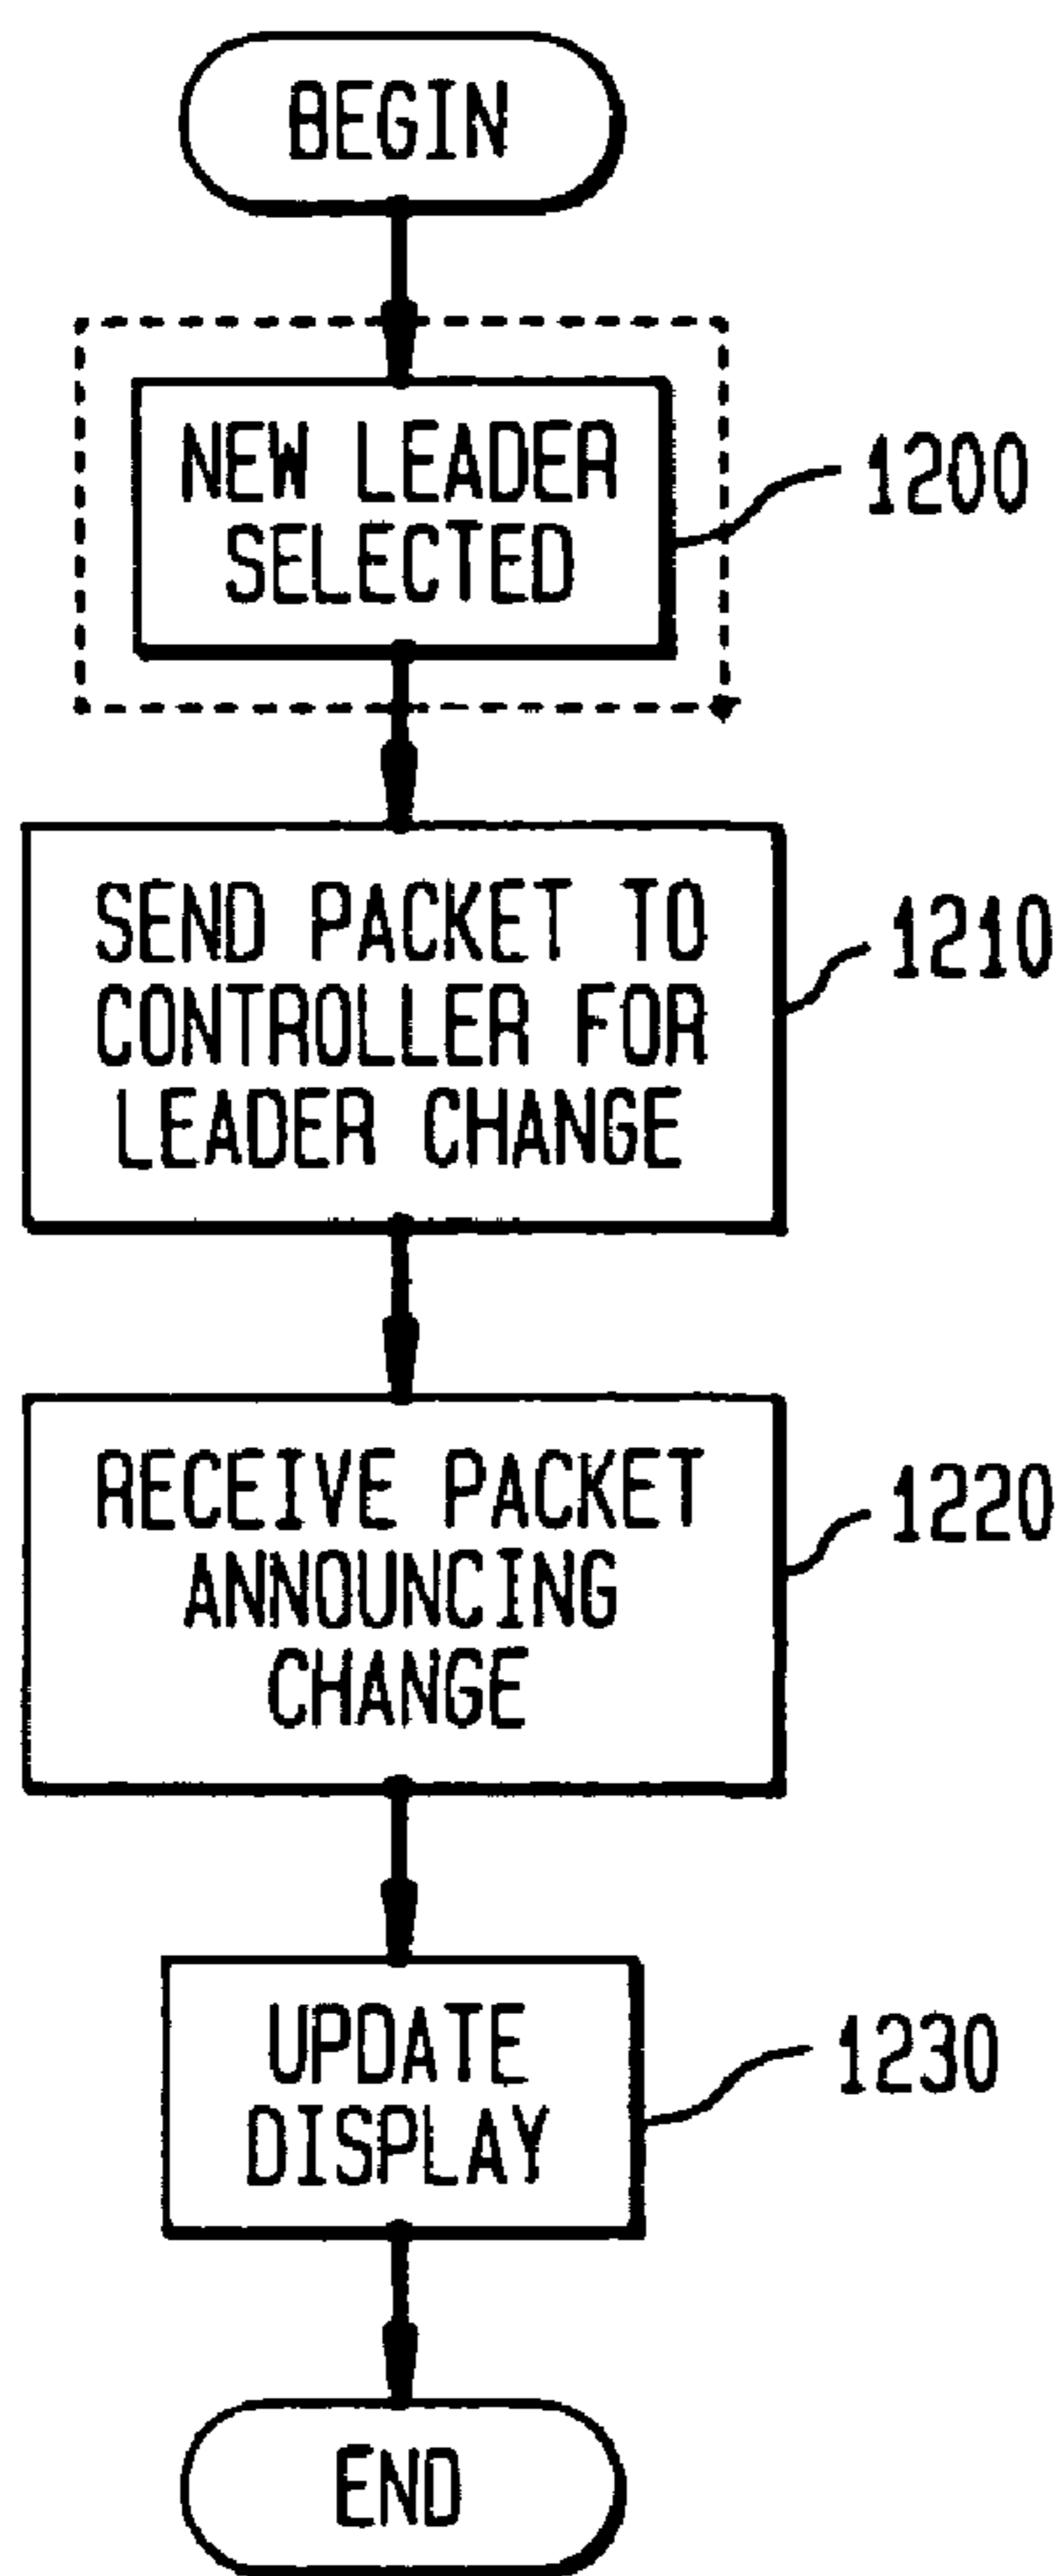 BEGIN
NEW LEADER
SELECTED
1200
SEND PACKET TO
CONTROLLER FOR
LEADER CHANGE
1210
RECEIVE PACKET
ANNOUNCING
CHANGE
1220
UPDATE
DISPLAY
1230
END